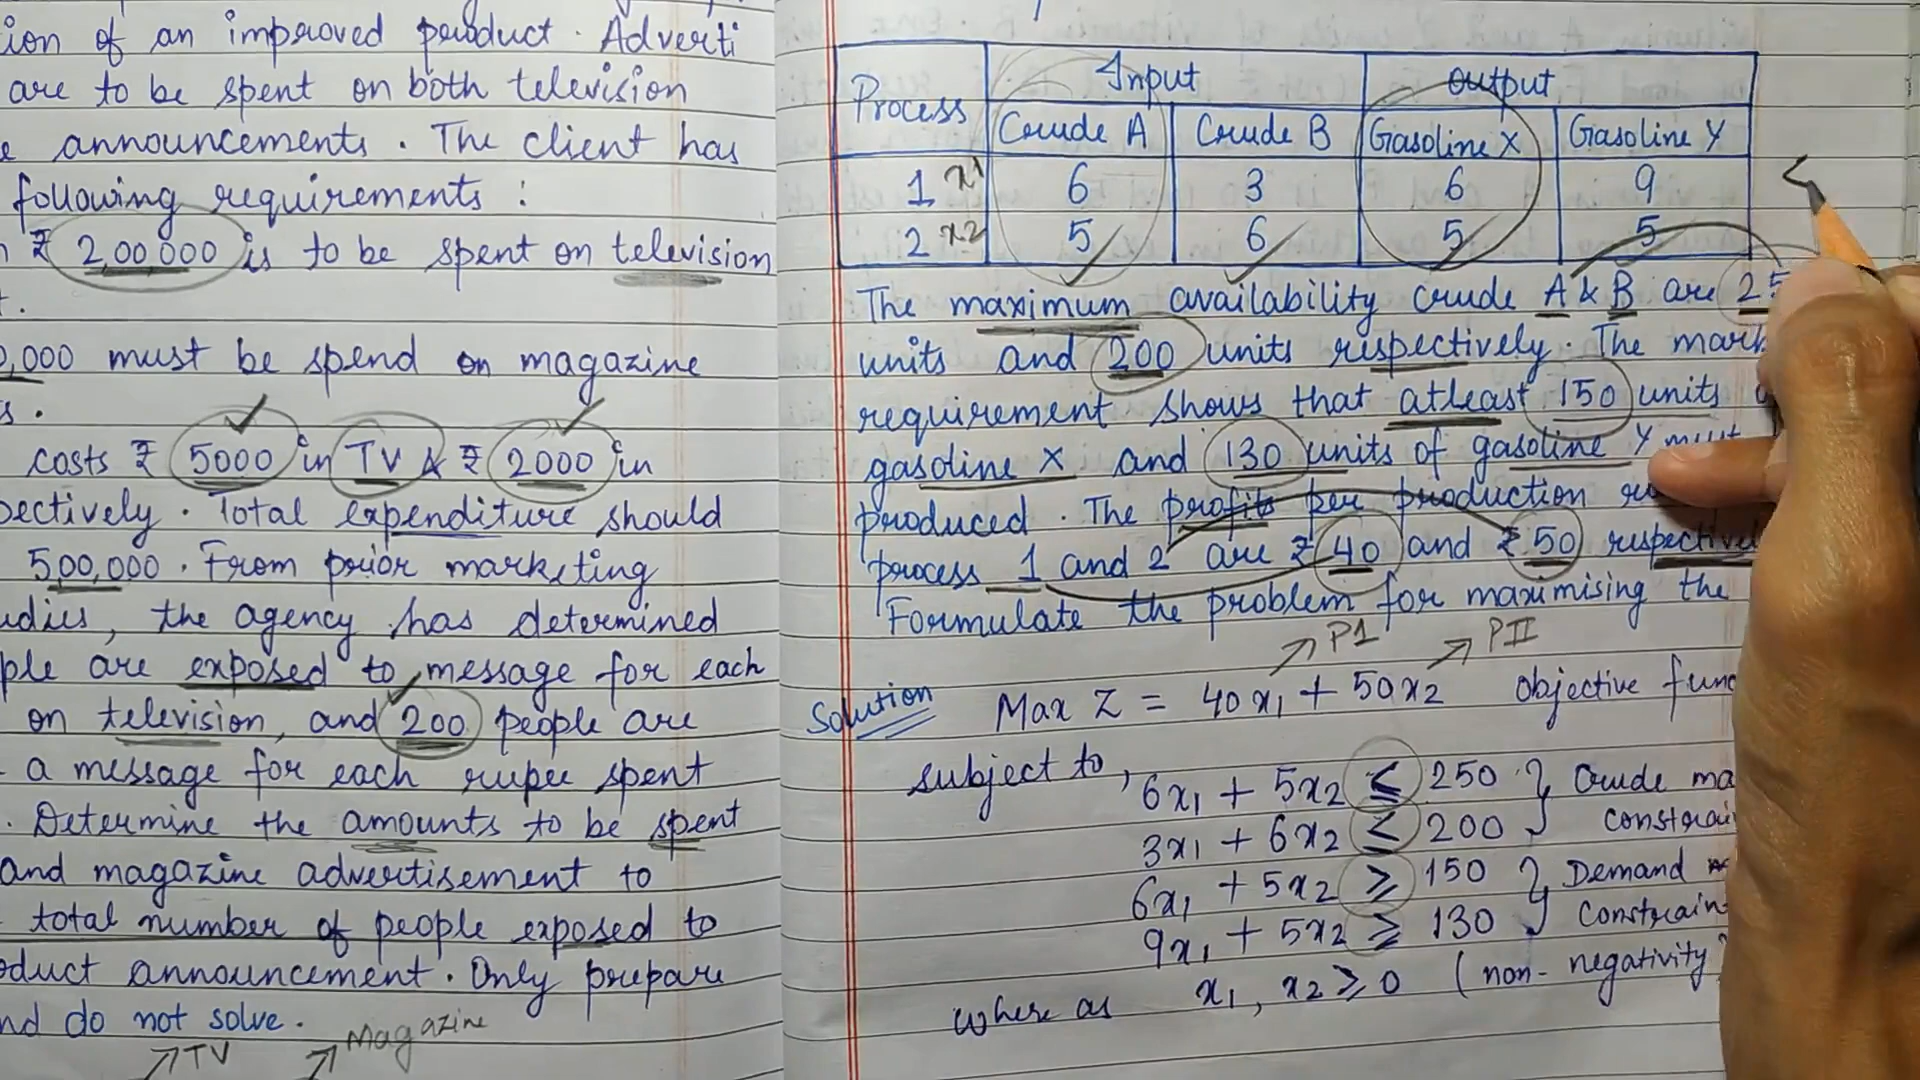 ion of an improved product. Adverti
are to be spent on both television
e announcements. The client has
following requirements :
₹ 2,00,000 is to be spent on television
0,000 must be spend on magazine
s.
costs ₹ 5000 in TV & ₹ 2000 in
pectively. Total expenditure should
5,00,000. From prior marketing
udies, the agency has determined
ple are exposed to message for each
on television, and 200 people are
a message for each rupee spent
. Determine the amounts to be spent
and magazine advertisement to
total number of people exposed to
oduct announcement. Only prepare
nd do not solve.
TV Magazine
Process Input Output
Crude A Crude B Gasoline X Gasoline Y
1 x1 6 3 6 9
2 x2 5 6 5 5
<
The maximum availability crude A & B are 25
units and 200 units respectively. The mark
requirement shows that atleast 150 units
gasoline X and 130 units of gasoline Y must
produced. The profits per production
process 1 and 2 are ₹ 40 and ₹ 50 respectivel
Formulate the problem for maximising the
P1 PII
Solution Max Z = 40x1 + 50x2 Objective func
subject to,
6x1 + 5x2 ≤ 250 } Crude ma
3x1 + 6x2 ≤ 200 constrai
6x1 + 5x2 ≥ 150 } Demand
9x1 + 5x2 ≥ 130 Constrain
where as x1, x2 ≥ 0 (non-negativity